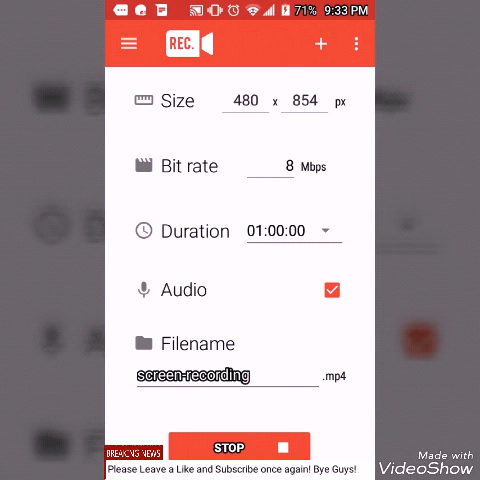 71% 9:33 PM
REC.
Size 480 x 854 px
Bit rate 8 Mbps
Duration 01:00:00
Audio
Filename
screen-recording .mp4
STOP
BREAKING NEWS
Please Leave a Like and Subscribe once again! Bye Guys!
Made with
VideoShow